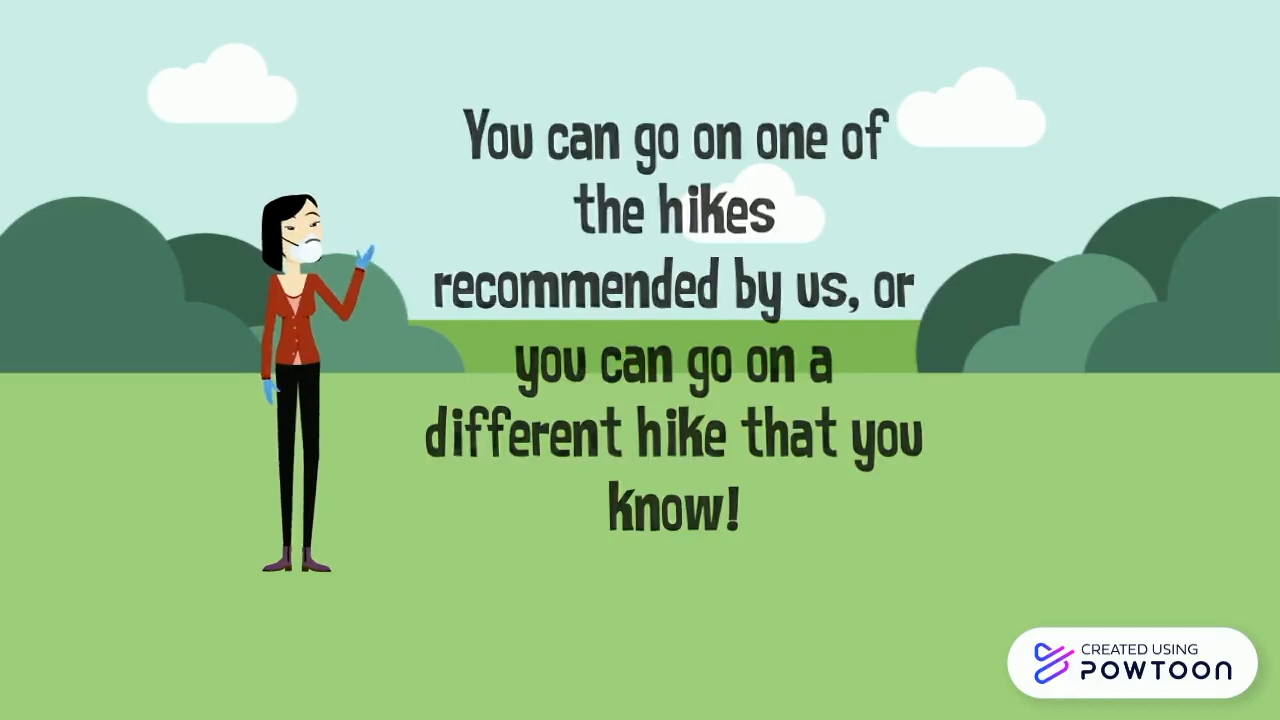 You can go on one of
the hikes
recommended by us, or
you can go on a
different hike that you
know!
CREATED USING
POWTOON